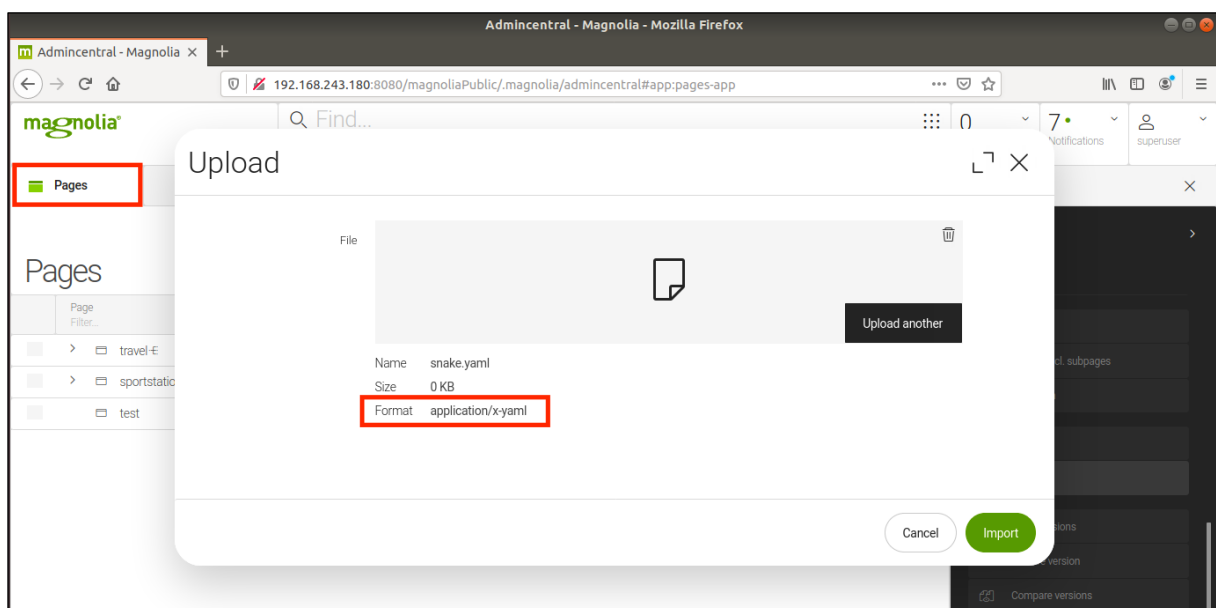 Admincentral - Magnolia - Mozilla Firefox
Admincentral - Magnolia
192.168.243.180:8080/magnoliaPublic/.magnolia/admincentral#app:pages-app
magnolia®
Find...
0
7
Notifications
superuser
Pages
Upload
File
Upload another
Name snake.yaml
Size 0 KB
Format application/x-yaml
Cancel
Import
Pages
Page
Filter...
travel
sportstatio
test
cl. subpages
sions
version
Compare versions